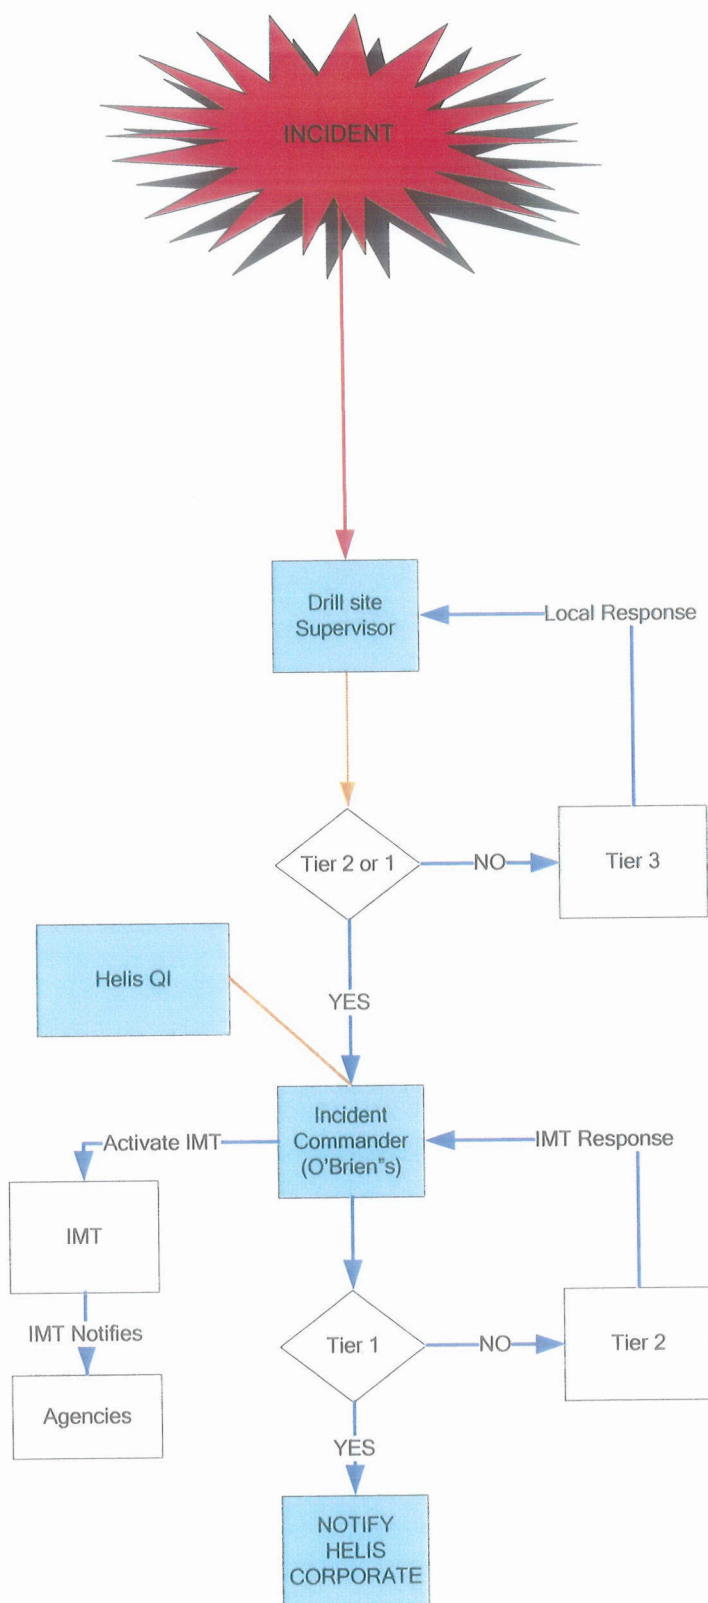 INCIDENT
Drill site
Supervisor
Local Response
Tier 2 or 1
NO
Tier 3
Helis QI
YES
Incident
Commander
(O'Brien"s)
Activate IMT
IMT Response
IMT
IMT Notifies
Agencies
Tier 1
NO
Tier 2
YES
NOTIFY
HELIS
CORPORATE